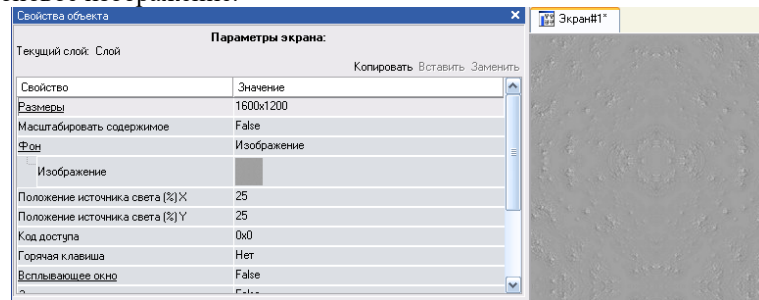 Свойства объекта
Экран#1*
Параметры экрана:
Текущий слой: Слой
Копировать Вставить Заменить
Свойство Значение
Размеры 1600x1200
Масштабировать содержимое False
Фон Изображение
Изображение
Положение источника света (%) X 25
Положение источника света (%) Y 25
Код доступа 0x0
Горячая клавиша Нет
Всплывающее окно False